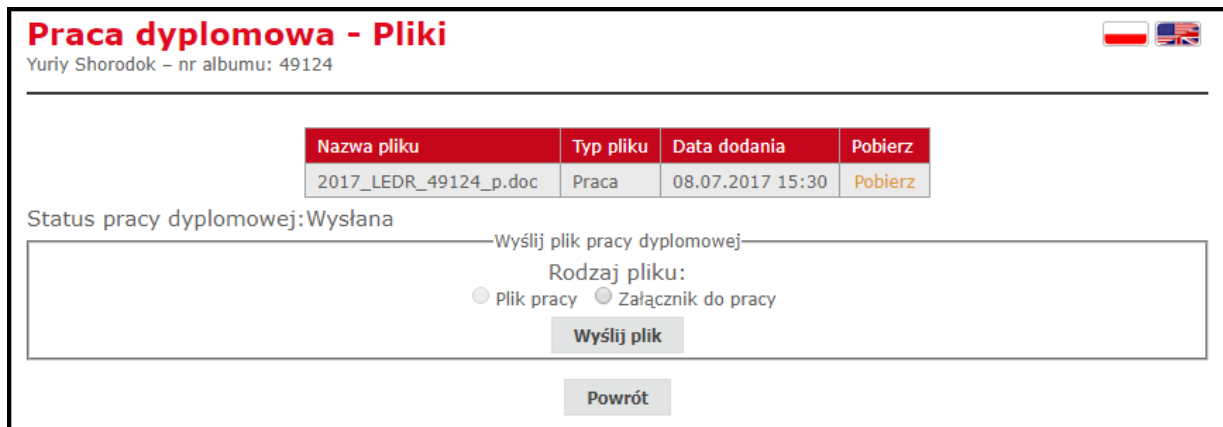 Praca dyplomowa - Pliki
Yuriy Shorodok – nr albumu: 49124
Nazwa pliku Typ pliku Data dodania Pobierz
2017_LEDR_49124_p.doc Praca 08.07.2017 15:30 Pobierz
Status pracy dyplomowej:Wysłana
Wyślij plik pracy dyplomowej
Rodzaj pliku:
Plik pracy Załącznik do pracy
Wyślij plik
Powrót